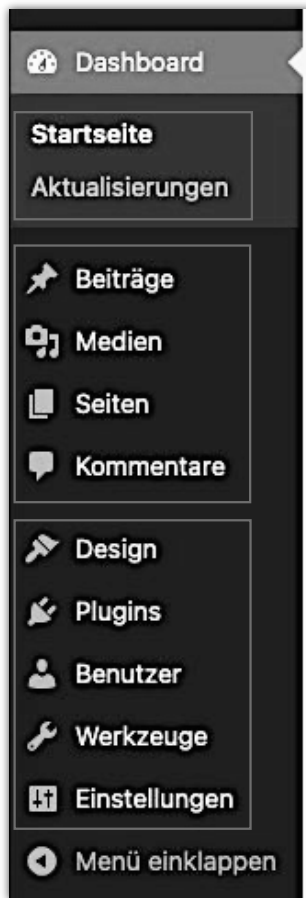 Dashboard
Startseite
Aktualisierungen
Beiträge
Medien
Seiten
Kommentare
Design
Plugins
Benutzer
Werkzeuge
Einstellungen
Menü einklappen